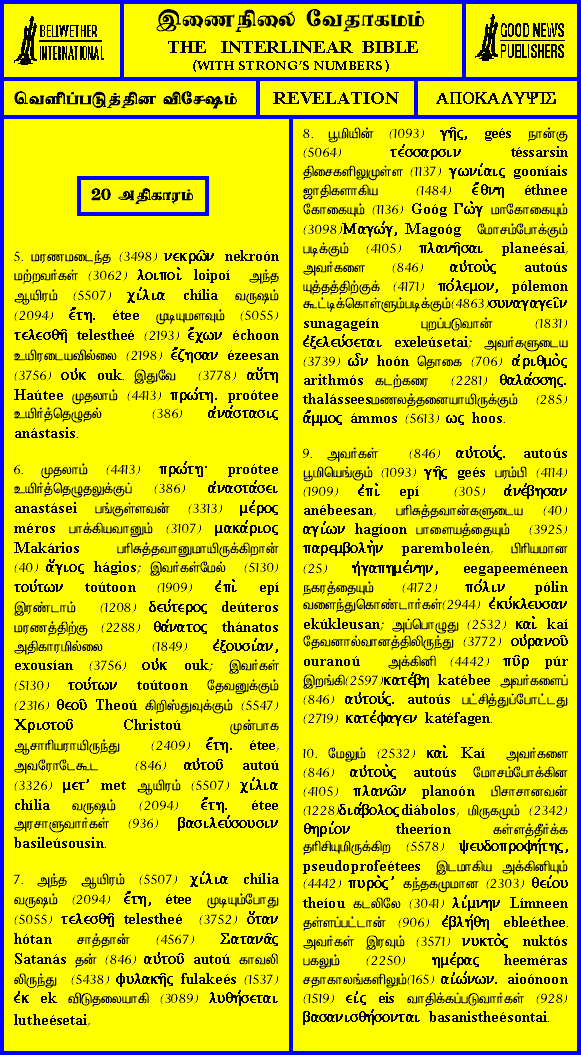 BELLWETHER
INTERNATIONAL
இணைநிலை வேதாகமம்
THE INTERLINEAR BIBLE
(WITH STRONG'S NUMBERS)
GOOD NEWS
PUBLISHERS
வெளிப்படுத்தின விசேஷம்
REVELATION
ΑΠΟΚΑΛΥΨΙΣ
20 அதிகாரம்
5. மரணமடைந்த (3498) νεκρῶν nekroón
மற்றவர்கள் (3062) λοιποὶ loipoí அந்த
ஆயிரம் (5507) χίλια chília வருஷம்
(2094) ἔτη. étee முடியுமளவும் (5055)
τελεσθῇ telestheé (2193) ἔχων échoon
உயிரடையவில்லை (2198) ἔζησαν ézeesan
(3756) οὐκ ouk. இதுவே (3778) αὕτη
Haútee முதலாம் (4413) πρώτη. proótee
உயிர்த்தெழுதல் (386) ἀνάστασις
anástasis.
6. முதலாம் (4413) πρώτῃ· proótee
உயிர்த்தெழுதலுக்குப் (386) ἀναστάσει
anastásei பங்குள்ளவன் (3313) μέρος
méros பாக்கியவானும் (3107) μακάριος
Makários பரிசுத்தவானுமாயிருக்கிறான்
(40) ἅγιος hágios; இவர்கள்மேல் (5130)
τούτων toútoon (1909) ἐπὶ epí
இரண்டாம் (1208) δεύτερος deúteros
மரணத்திற்கு (2288) θάνατος thánatos
அதிகாரமில்லை (1849) ἐξουσίαν,
exousían (3756) οὐκ ouk; இவர்கள்
(5130) τούτων toútoon தேவனுக்கும்
(2316) θεοῦ Theoú கிறிஸ்துவுக்கும் (5547)
Χριστοῦ Christoú முன்பாக
ஆசாரியராயிருந்து (2409) ἔτη. étee,
அவரோடேகூட (846) αὐτοῦ autoú
(3326) μετ' met ஆயிரம் (5507) χίλια
chília வருஷம் (2094) ἔτη. étee
அரசாளுவார்கள் (936) βασιλεύσουσιν
basileúsousin.
7. அந்த ஆயிரம் (5507) χίλια chília
வருஷம் (2094) ἔτη, étee முடியும்போது
(5055) τελεσθῇ telestheé (3752) ὅταν
hótan சாத்தான் (4567) Σατανᾶς
Satanás தன் (846) αὐτοῦ autoú காவலி
லிருந்து (5438) φυλακῆς fulakeés (1537)
ἐκ ek விடுதலையாகி (3089) λυθήσεται
lutheésetai,
8. பூமியின் (1093) γῆς, geés நான்கு
(5064) τέσσαρσιν téssarsin
திசைகளிலுமுள்ள (1137) γωνίαις gooníais
ஜாதிகளாகிய (1484) ἔθνη éthnee
கோகையும் (1136) Goóg Γὼγ மாகோகையும்
(3098)Μαγώγ, Magoóg மோசம்போக்கும்
படிக்கும் (4105) πλανῆσαι planeésai,
அவர்களை (846) αὐτοὺς autoús
யுத்தத்திற்குக் (4171) πόλεμον, pólemon
கூட்டிக்கொள்ளும்படிக்கும்(4863)συναγαγεῖν
sunagageín புறப்படுவான் (1831)
ἐξελεύσεται exeleúsetai; அவர்களுடைய
(3739) ὧν hoón தொகை (706) ἀριθμὸς
arithmós கடற்கரை (2281) θαλάσσης.
thalásseesமணலத்தனையாயிருக்கும் (285)
ἄμμος ámmos (5613) ὡς hoos.
9. அவர்கள் (846) αὐτούς. autoús
பூமியெங்கும் (1093) γῆς geés பரம்பி (4114)
(1909) ἐπὶ epí (305) ἀνέβησαν
anébeesan, பரிசுத்தவான்களுடைய (40)
αγίων hagíoon பாளையத்தையும் (3925)
παρεμβολὴν paremboleén, பிரியமான
(25) ἠγαπημένην, eegapeeméneen
நகரத்தையும் (4172) πόλιν pólin
வளைந்துகொண்டார்கள்(2944) ἐκύκλευσαν
ekúkleusan; அப்பொழுது (2532) καὶ kaí
தேவனால்வானத்திலிருந்து (3772) οὐρανοῦ
ouranoú அக்கினி (4442) πῦρ púr
இறங்கி(2597)κατέβη katébee அவர்களைப்
(846) αὐτούς. autoús பட்சித்துப்போட்டது
(2719) κατέφαγεν katéfagen.
10. மேலும் (2532) καὶ Kaí அவர்களை
(846) αὐτοὺς autoús மோசம்போக்கின
(4105) πλανῶν planoón பிசாசானவன்
(1228)διάβολος diábolos, மிருகமும் (2342)
θηρίον theeríon கள்ளத்தீர்க்க
தரிசியுமிருக்கிற (5578) ψευδοπροφήτης,
pseudoprofeétees இடமாகிய அக்கினியும்
(4442) πυρὸς' கந்தகமுமான (2303) θείου
theíou கடலிலே (3041) λίμνην Límneen
தள்ளப்பட்டான் (906) ἐβλήθη ebleéthee.
அவர்கள் இரவும் (3571) νυκτὸς nuktós
பகலும் (2250) ημέρας heeméras
சதாகாலங்களிலும்(165) αἰώνων. aioónoon
(1519) εἰς eis வாதிக்கப்படுவார்கள் (928)
βασανισθήσονται basanistheésontai.